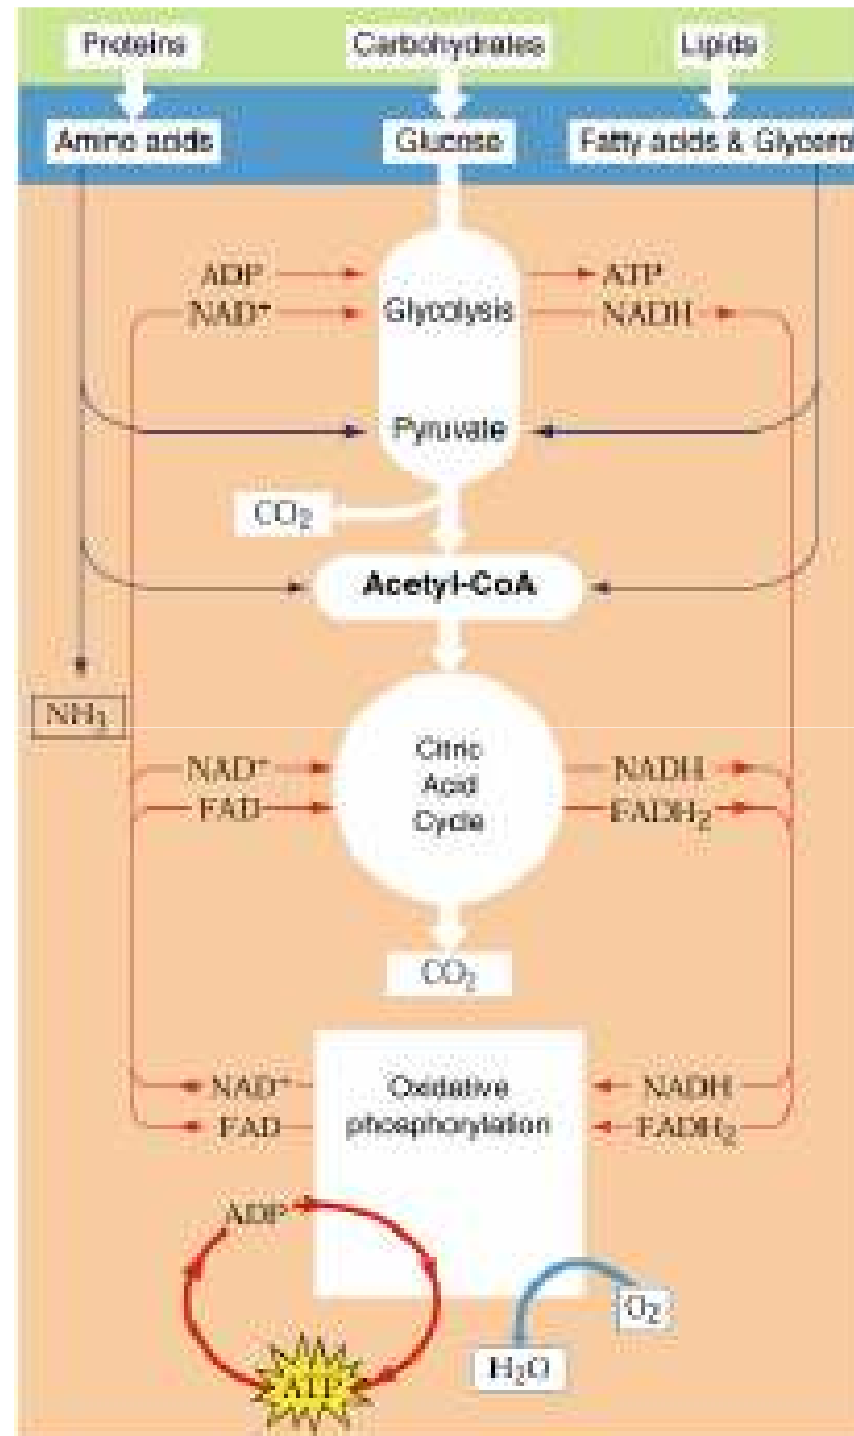 Proteins
Carbohydrates
Lipids
Amino acids
Glucose
Fatty acids & Glycerol
ADP
ATP
NAD⁺
Glycolysis
NADH
Pyruvate
CO₂
Acetyl-CoA
NH₃
Citric
Acid
Cycle
NAD⁺
NADH
FAD
FADH₂
CO₂
NAD⁺
Oxidative
phosphorylation
NADH
FAD
FADH₂
ADP
O₂
H₂O
ATP